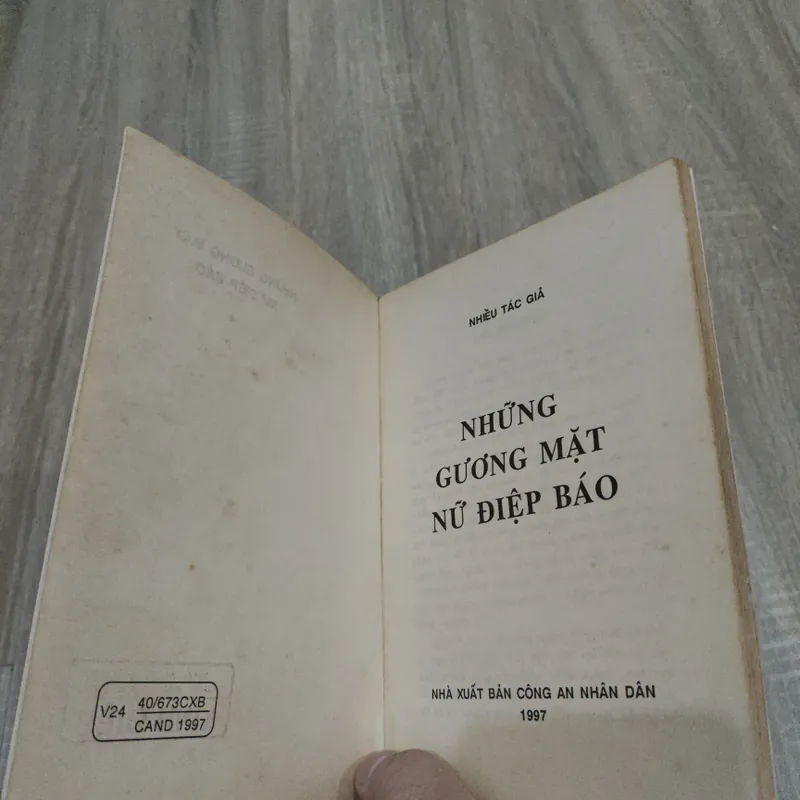 V24
40/673CXB
CAND 1997
NHIỀU TÁC GIẢ
NHỮNG
GƯƠNG MẶT
NỮ ĐIỆP BÁO
NHÀ XUẤT BẢN CÔNG AN NHÂN DÂN
1997